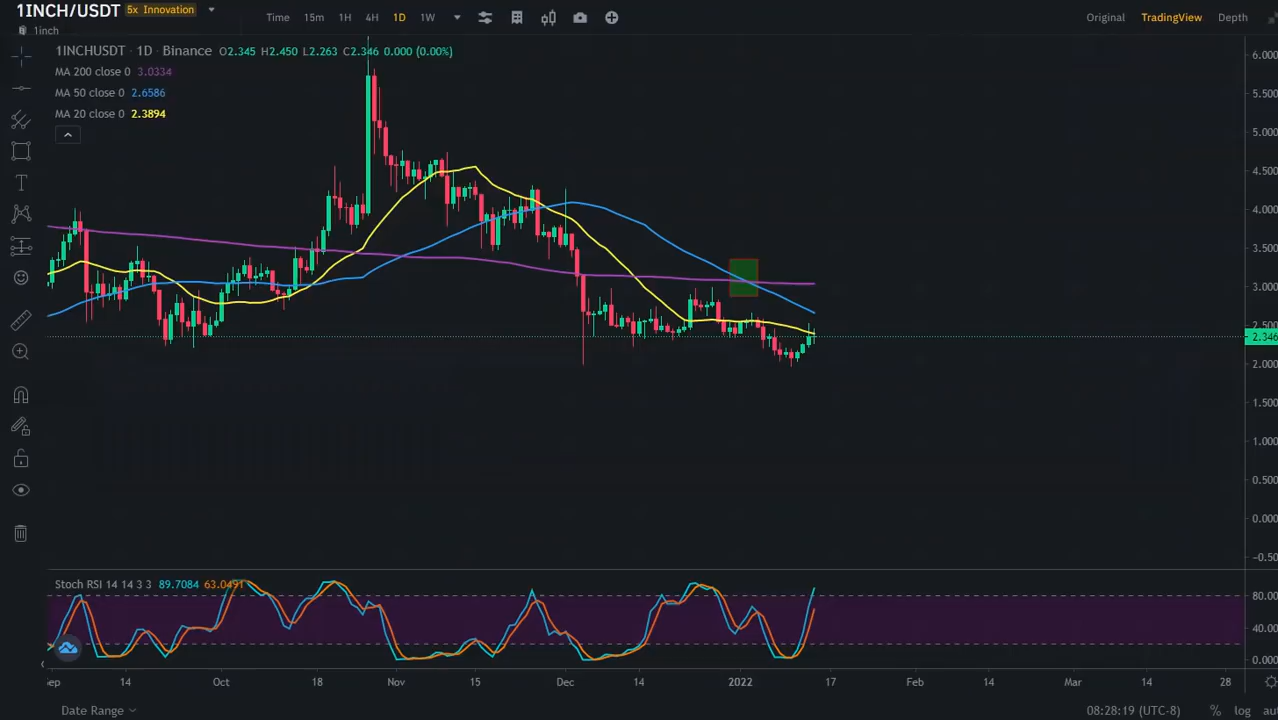 1INCH/USDT 5x Innovation Time 15m 1H 4H 1D 1W Original TradingView Depth
1inch
1INCHUSDT · 1D · Binance O2.345 H2.450 L2.263 C2.346 0.000 (0.00%)
MA 200 close 0 3.0334
MA 50 close 0 2.6586
MA 20 close 0 2.3894
6.000
5.500
5.000
4.500
4.000
3.500
3.000
2.500
2.346
2.000
1.500
1.000
0.500
0.000
−0.50
Stoch RSI 14 14 3 3 89.7084 63.0491
80.00
40.00
0.000
Sep 14 Oct 18 Nov 15 Dec 14 2022 17 Feb 14 Mar 14 28
Date Range 08:28:19 (UTC-8) % log aut